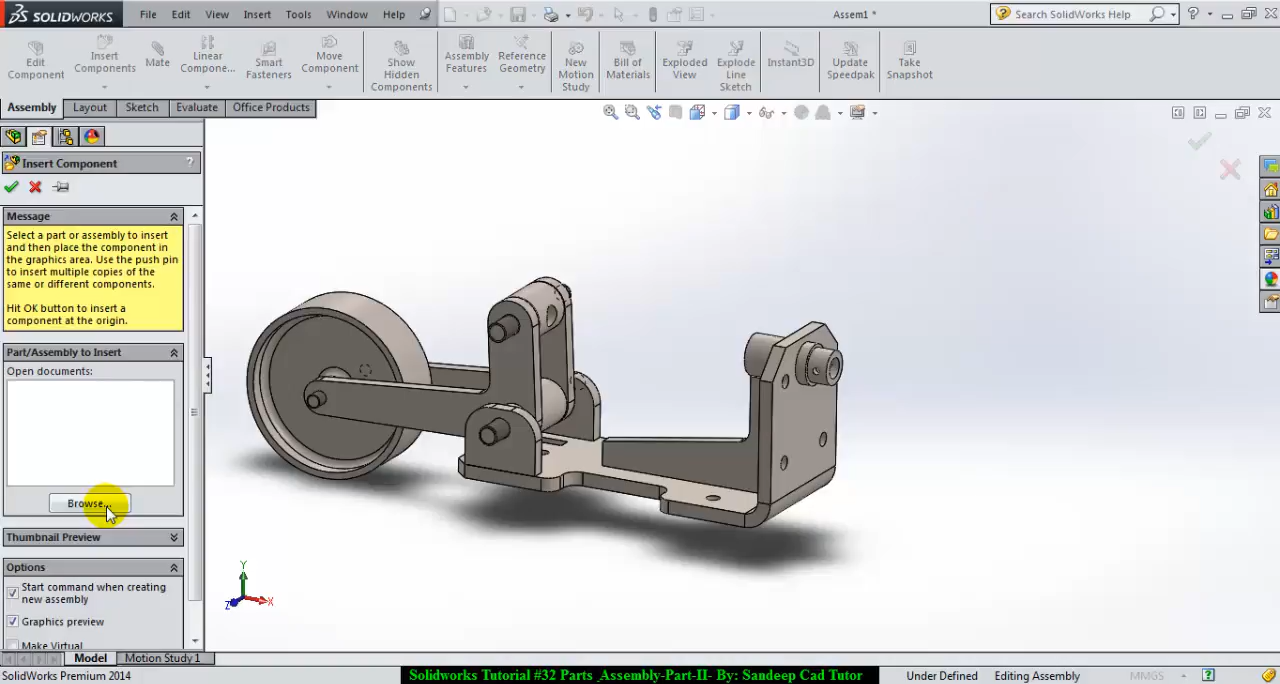 SOLIDWORKS
File Edit View Insert Tools Window Help
Assem1 *
Search SolidWorks Help
Edit Component
Insert Components
Mate
Linear Compone...
Smart Fasteners
Move Component
Show Hidden Components
Assembly Features
Reference Geometry
New Motion Study
Bill of Materials
Exploded View
Explode Line Sketch
Instant3D
Update Speedpak
Take Snapshot
Assembly Layout Sketch Evaluate Office Products
Insert Component ?
Message
Select a part or assembly to insert
and then place the component in
the graphics area. Use the push pin
to insert multiple copies of the
same or different components.
Hit OK button to insert a
component at the origin.
Part/Assembly to Insert
Open documents:
Browse...
Thumbnail Preview
Options
Start command when creating
new assembly
Graphics preview
Make Virtual
Y
Z X
Model Motion Study 1
SolidWorks Premium 2014
Solidworks Tutorial #32 Parts Assembly-Part-II- By: Sandeep Cad Tutor
Under Defined Editing Assembly MMGS